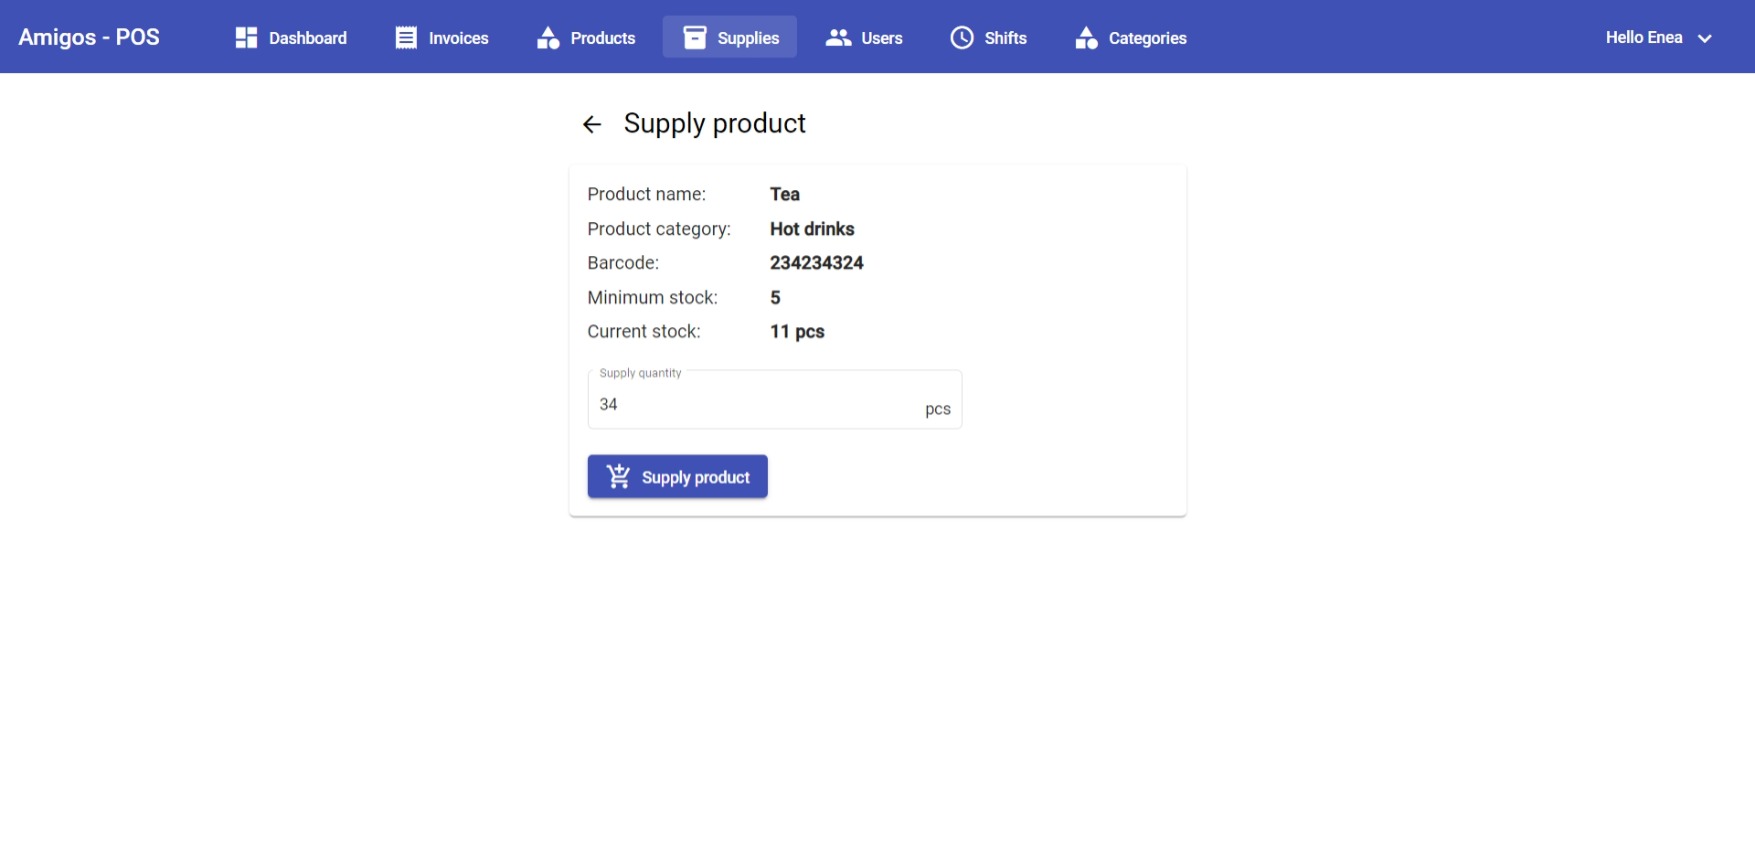 Amigos - POS Dashboard Invoices Products Supplies Users Shifts Categories Hello Enea
Supply product
Product name: Tea
Product category: Hot drinks
Barcode: 234234324
Minimum stock: 5
Current stock: 11 pcs
Supply quantity
34 pcs
Supply product